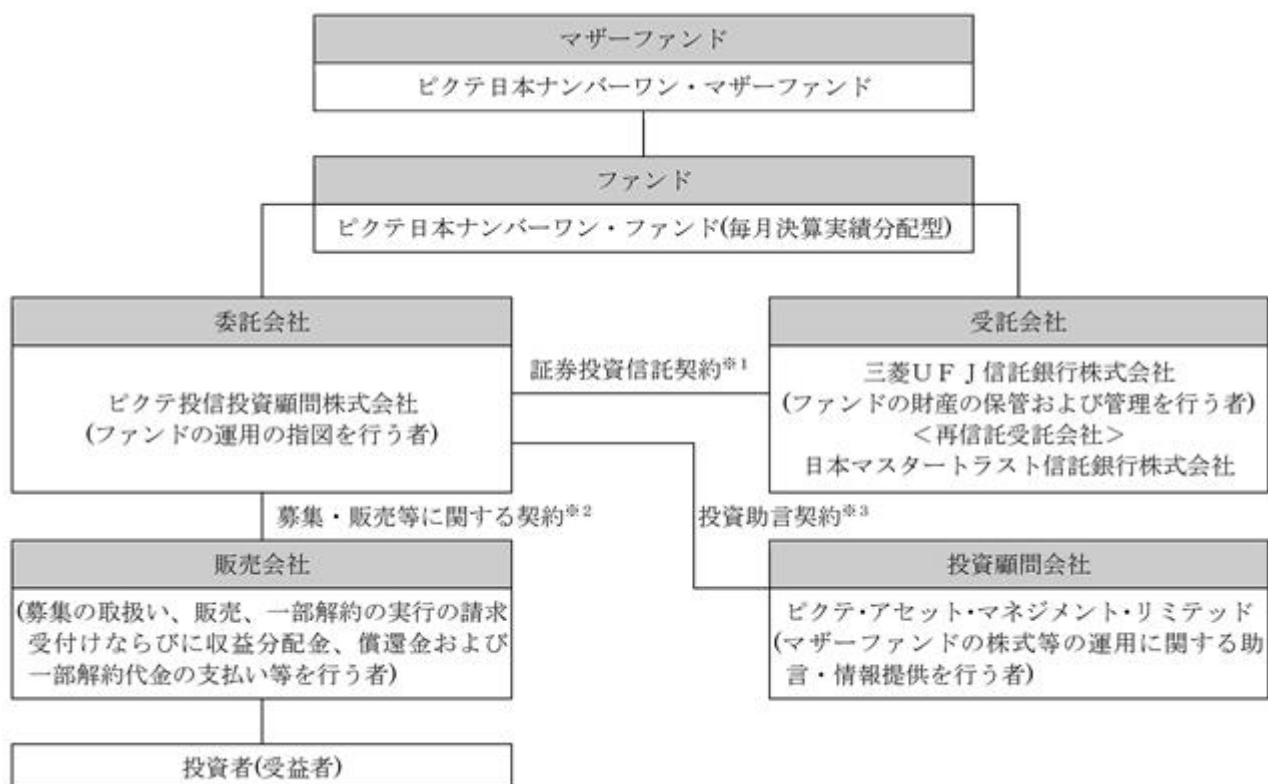 マザーファンド
ピクテ日本ナンバーワン・マザーファンド
ファンド
ピクテ日本ナンバーワン・ファンド(毎月決算実績分配型)
委託会社
ピクテ投信投資顧問株式会社
(ファンドの運用の指図を行う者)
証券投資信託契約※1
受託会社
三菱UFJ信託銀行株式会社
(ファンドの財産の保管および管理を行う者)
<再信託受託会社>
日本マスタートラスト信託銀行株式会社
募集・販売等に関する契約※2
投資助言契約※3
販売会社
(募集の取扱い、販売、一部解約の実行の請求
受付けならびに収益分配金、償還金および
一部解約代金の支払い等を行う者)
投資顧問会社
ピクテ・アセット・マネジメント・リミテッド
(マザーファンドの株式等の運用に関する助
言・情報提供を行う者)
投資者(受益者)